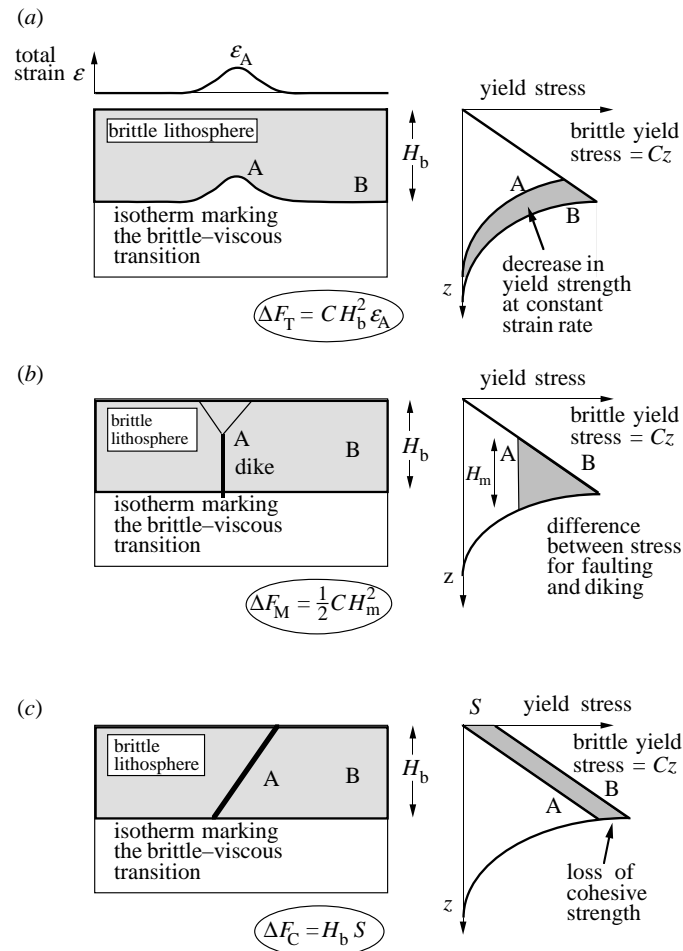 (a)
total
strain ε
ε_A
brittle lithosphere
A
B
H_b
isotherm marking
the brittle–viscous
transition
ΔF_T = CH_b^2 ε_A
yield stress
brittle yield
stress = Cz
A
B
decrease in
yield strength
at constant
strain rate
z
(b)
brittle
lithosphere
A
dike
B
H_b
isotherm marking
the brittle–viscous
transition
ΔF_M = 1/2 CH_m^2
yield stress
brittle yield
stress = Cz
A
B
H_m
difference
between stress
for faulting
and diking
z
(c)
brittle
lithosphere
A
B
H_b
isotherm marking
the brittle–viscous
transition
ΔF_C = H_b S
S
yield stress
brittle yield
stress = Cz
B
A
loss of
cohesive
strength
z